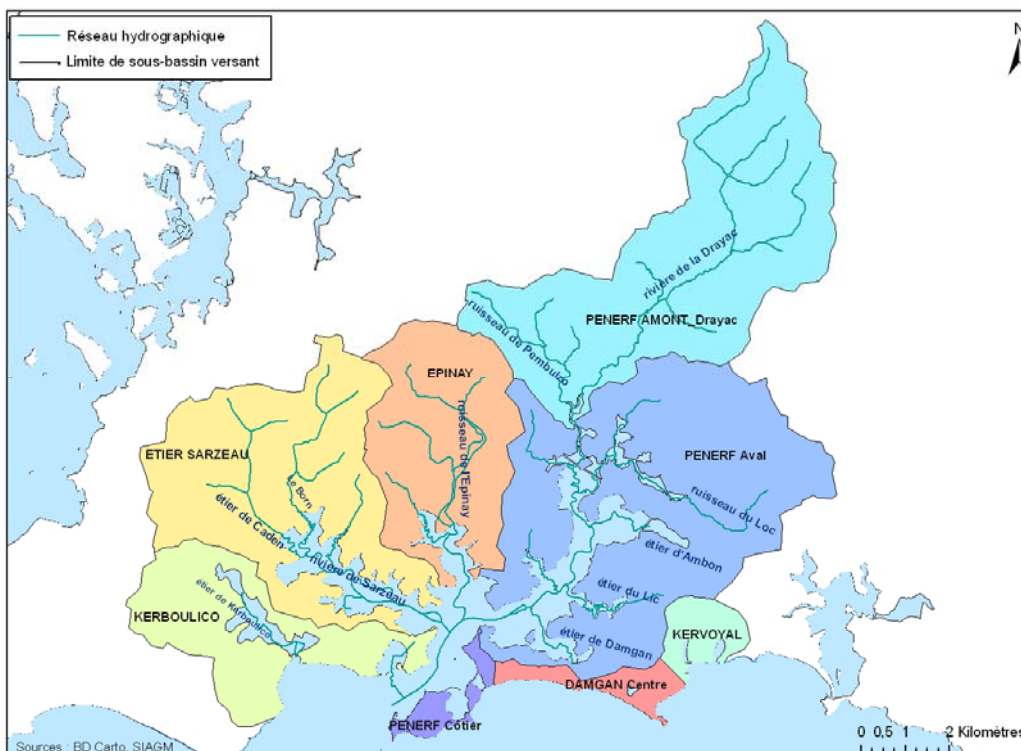 Réseau hydrographique
Limite de sous-bassin versant
N
rivière de la Drayac
ruisseau de Pembulco
PENERF AMONT_Drayac
EPINAY
ruisseau de l'Epinay
ETIER SARZEAU
PENERF Aval
Le Born
ruisseau du Loc
étier de Caden
étier d'Ambon
rivière de Sarzeau
étier du Lic
étier de Kerboulico
KERBOULICO
étier de Damgan
KERVOYAL
DAMGAN Centre
PENERF Côtier
0 0,5 1 2 Kilomètres
Sources : BD Carto, SIAGM